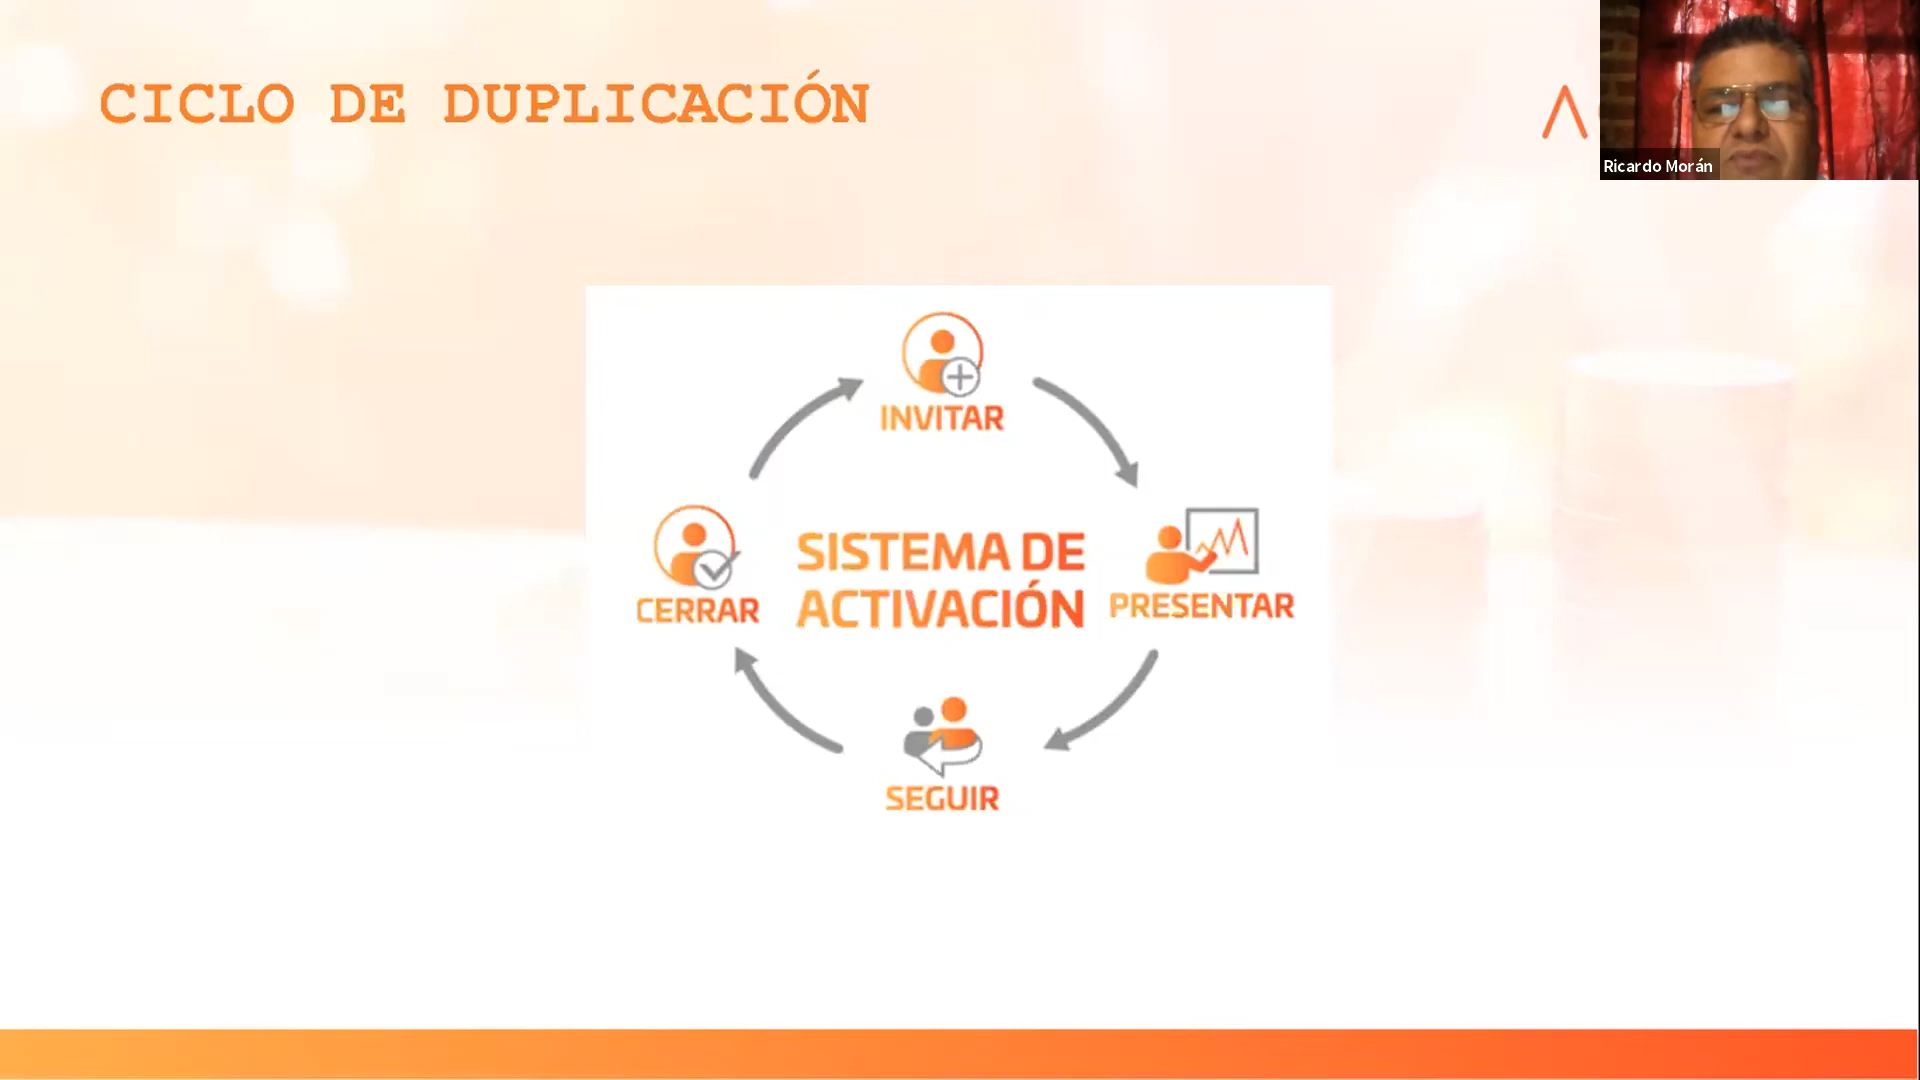 CICLO DE DUPLICACIÓN
Ricardo Morán
INVITAR
CERRAR
SISTEMA DE
ACTIVACIÓN
PRESENTAR
SEGUIR